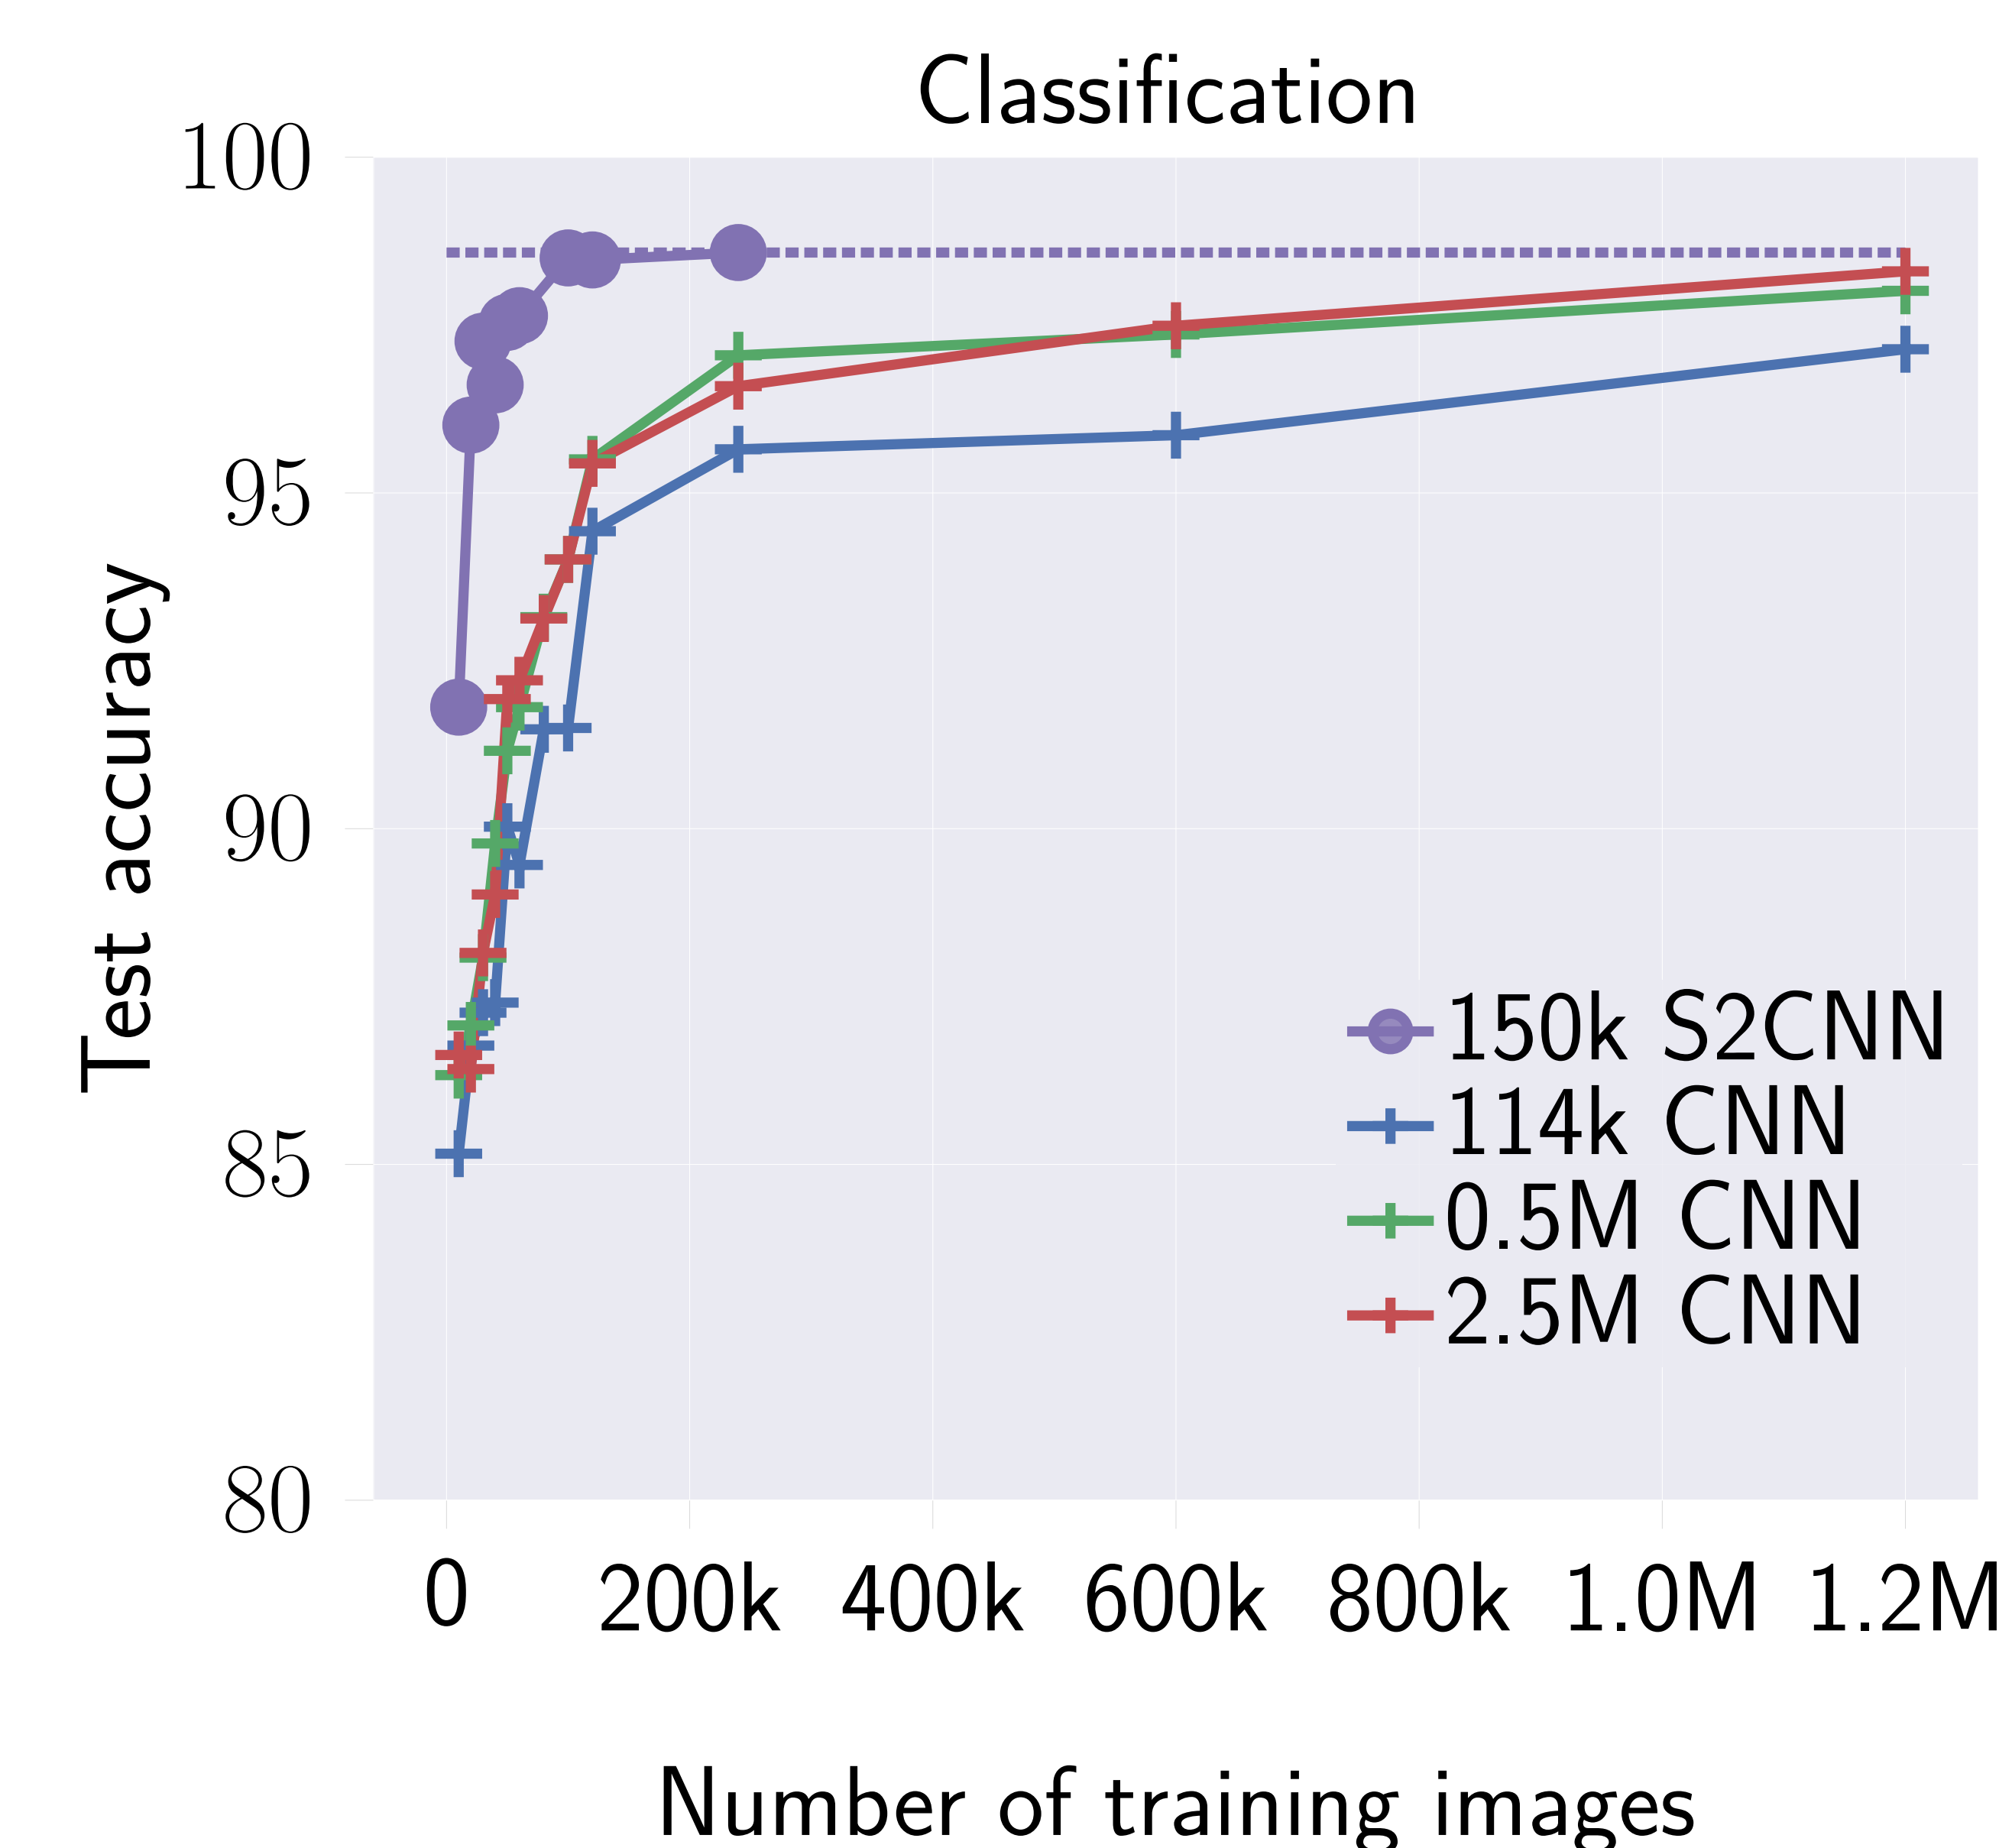 Classification
100
95
90
85
80
Test accuracy
150k S2CNN
114k CNN
0.5M CNN
2.5M CNN
0 200k 400k 600k 800k 1.0M 1.2M
Number of training images